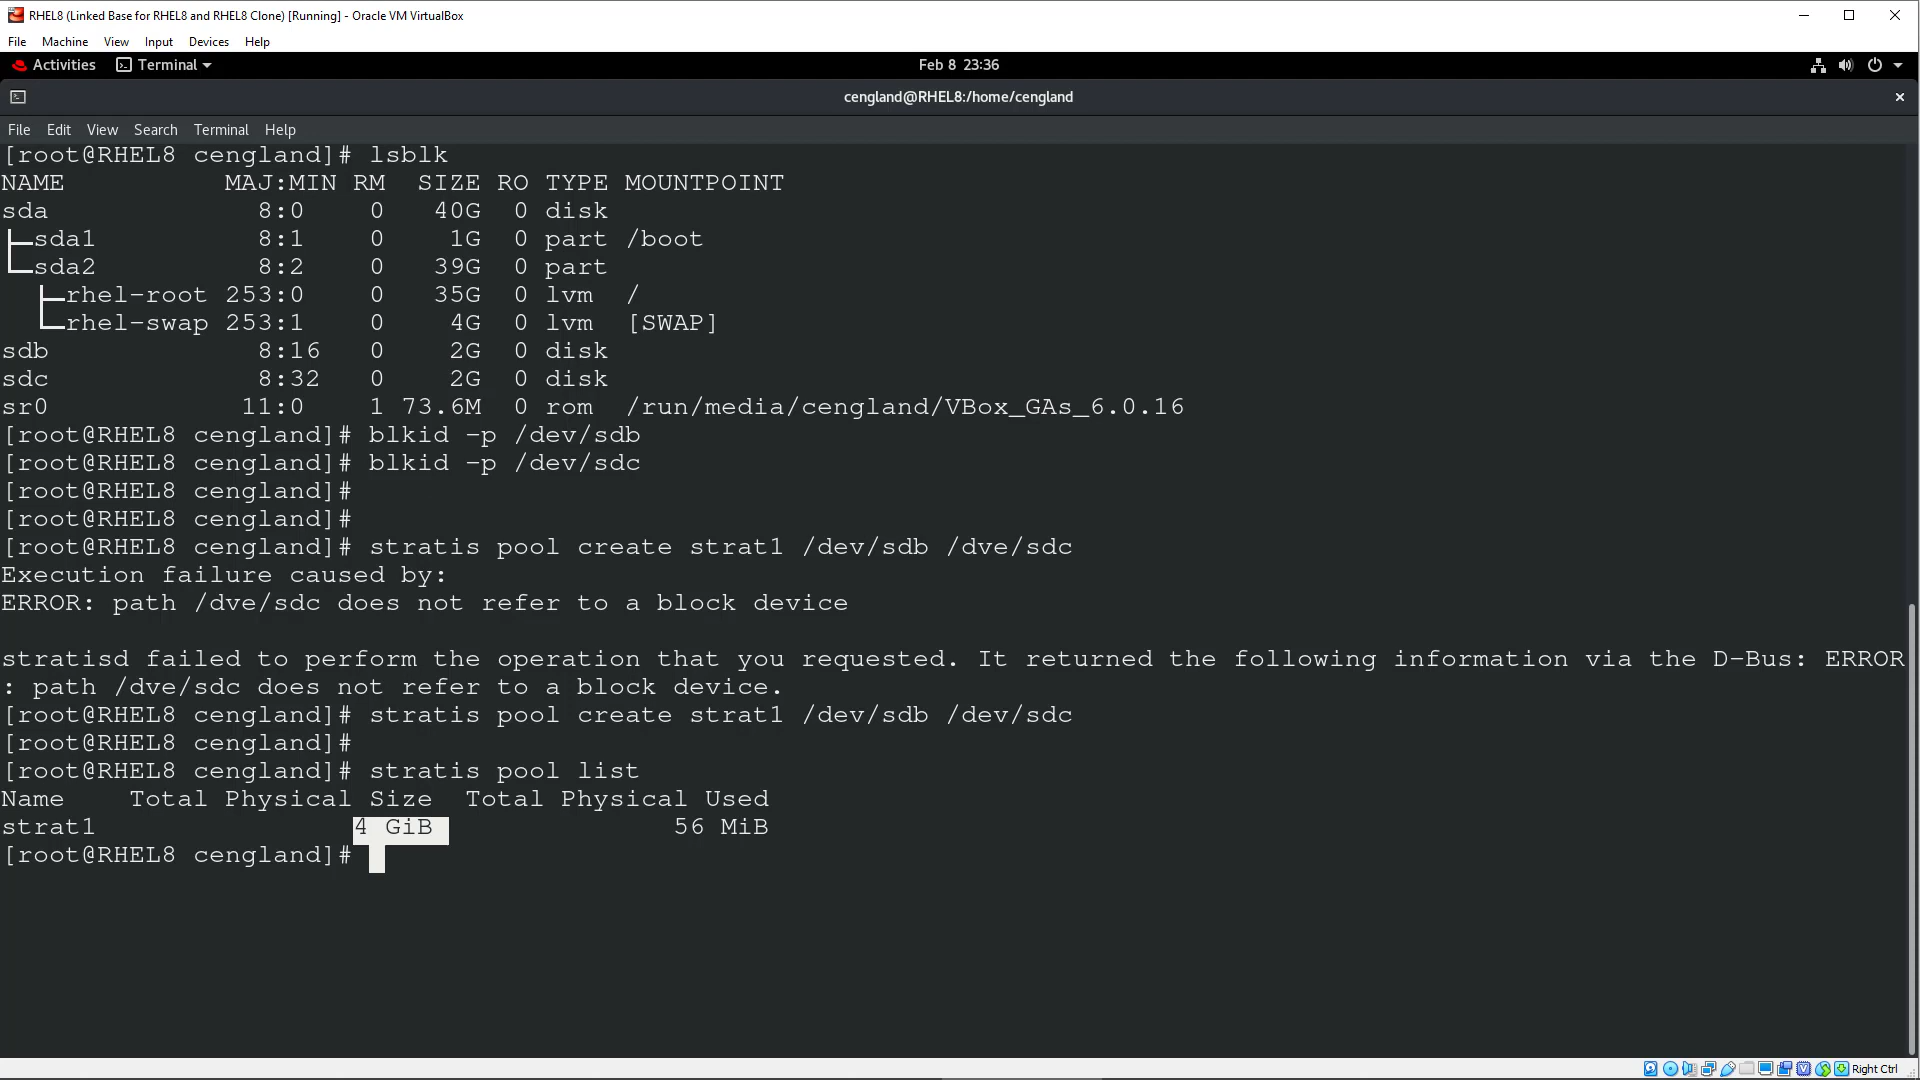 RHEL8 (Linked Base for RHEL8 and RHEL8 Clone) [Running] - Oracle VM VirtualBox
File Machine View Input Devices Help
Activities Terminal Feb 8 23:36
cengland@RHEL8:/home/cengland
File Edit View Search Terminal Help
[root@RHEL8 cengland]# lsblk
NAME MAJ:MIN RM SIZE RO TYPE MOUNTPOINT
sda 8:0 0 40G 0 disk
├─sda1 8:1 0 1G 0 part /boot
└─sda2 8:2 0 39G 0 part
├─rhel-root 253:0 0 35G 0 lvm /
└─rhel-swap 253:1 0 4G 0 lvm [SWAP]
sdb 8:16 0 2G 0 disk
sdc 8:32 0 2G 0 disk
sr0 11:0 1 73.6M 0 rom /run/media/cengland/VBox_GAs_6.0.16
[root@RHEL8 cengland]# blkid -p /dev/sdb
[root@RHEL8 cengland]# blkid -p /dev/sdc
[root@RHEL8 cengland]#
[root@RHEL8 cengland]#
[root@RHEL8 cengland]# stratis pool create strat1 /dev/sdb /dve/sdc
Execution failure caused by:
ERROR: path /dve/sdc does not refer to a block device
stratisd failed to perform the operation that you requested. It returned the following information via the D-Bus: ERROR
: path /dve/sdc does not refer to a block device.
[root@RHEL8 cengland]# stratis pool create strat1 /dev/sdb /dev/sdc
[root@RHEL8 cengland]#
[root@RHEL8 cengland]# stratis pool list
Name Total Physical Size Total Physical Used
strat1 4 GiB 56 MiB
[root@RHEL8 cengland]#
Right Ctrl